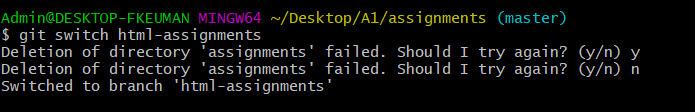 Admin@DESKTOP-FKEUMAN MINGW64 ~/Desktop/A1/assignments (master)
$ git switch html-assignments
Deletion of directory 'assignments' failed. Should I try again? (y/n) y
Deletion of directory 'assignments' failed. Should I try again? (y/n) n
Switched to branch 'html-assignments'